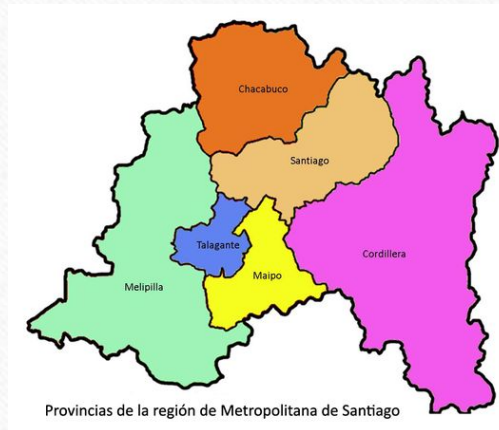 Chacabuco
Santiago
Talagante
Cordillera
Maipo
Melipilla
Provincias de la región de Metropolitana de Santiago